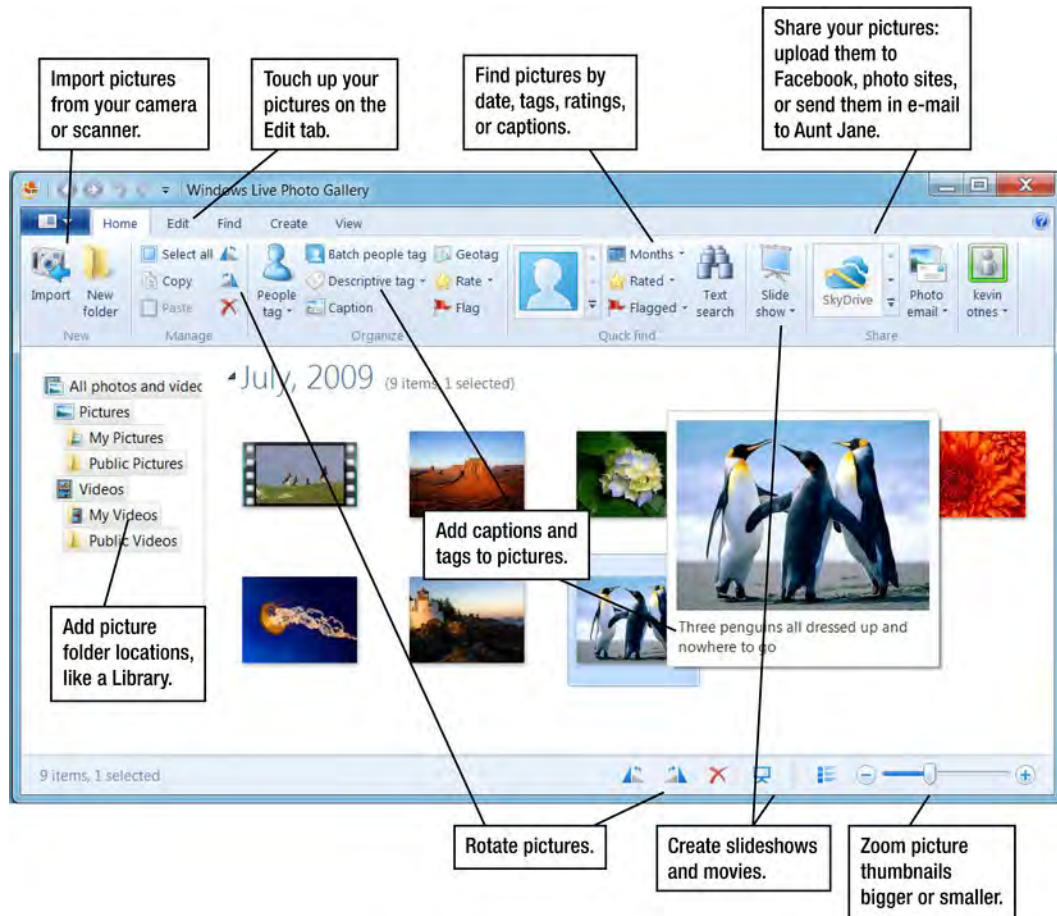 Import pictures
from your camera
or scanner.
Touch up your
pictures on the
Edit tab.
Find pictures by
date, tags, ratings,
or captions.
Share your pictures:
upload them to
Facebook, photo sites,
or send them in e-mail
to Aunt Jane.
Windows Live Photo Gallery
Home Edit Find Create View
Select all
Copy
Paste
Import
New
folder
People
tag
Batch people tag
Descriptive tag
Caption
Geotag
Rate
Flag
Months
Rated
Flagged
Text
search
Slide
show
SkyDrive
Photo
email
kevin
otnes
New Manage Organize Quick find Share
All photos and videc
Pictures
My Pictures
Public Pictures
Videos
My Videos
Public Videos
July, 2009 (9 items, 1 selected)
Add captions and
tags to pictures.
Three penguins all dressed up and
nowhere to go
Add picture
folder locations,
like a Library.
9 items, 1 selected
Rotate pictures.
Create slideshows
and movies.
Zoom picture
thumbnails
bigger or smaller.